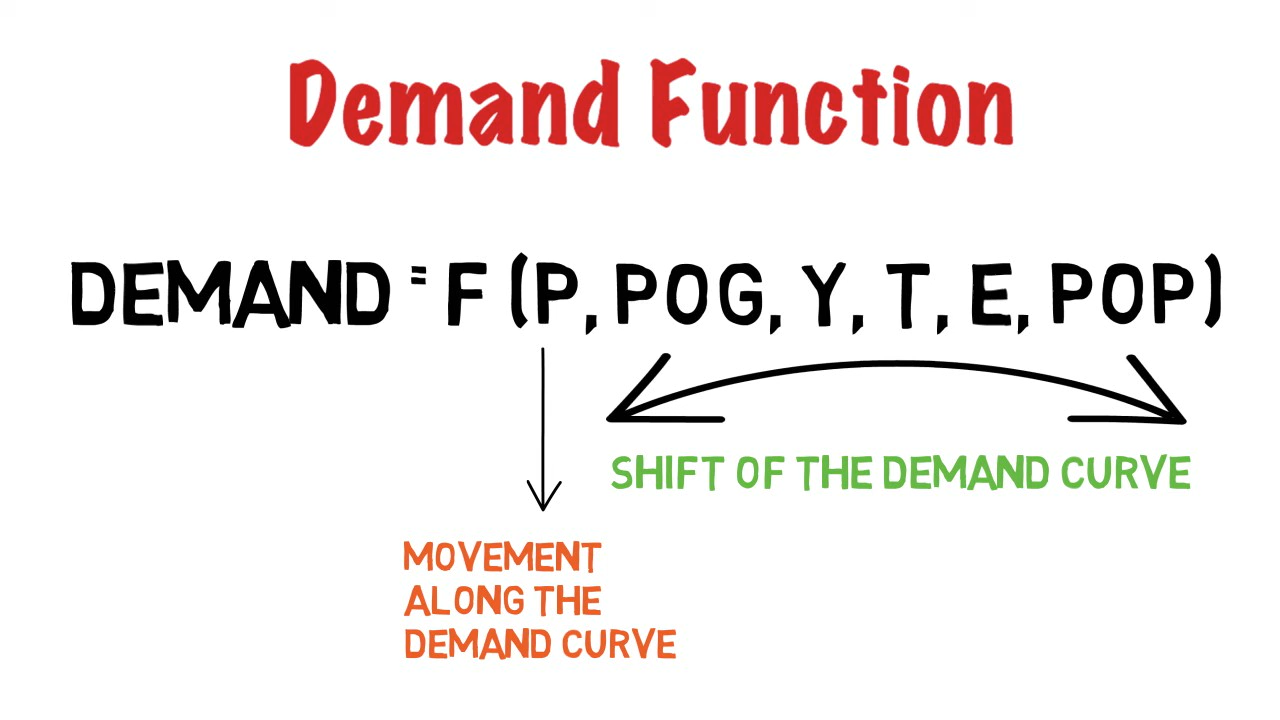 Demand Function
DEMAND = F (P, POG, Y, T, E, POP)
SHIFT OF THE DEMAND CURVE
MOVEMENT
ALONG THE
DEMAND CURVE